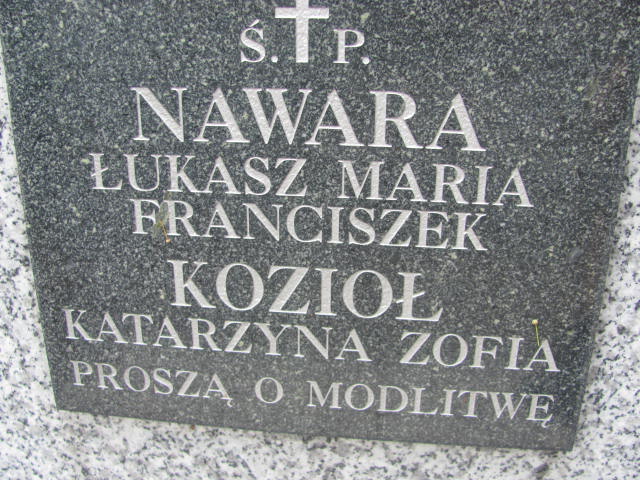 Ś. P.
NAWARA
ŁUKASZ MARIA
FRANCISZEK
KOZIOŁ
KATARZYNA ZOFIA
PROSZĄ O MODLITWĘ